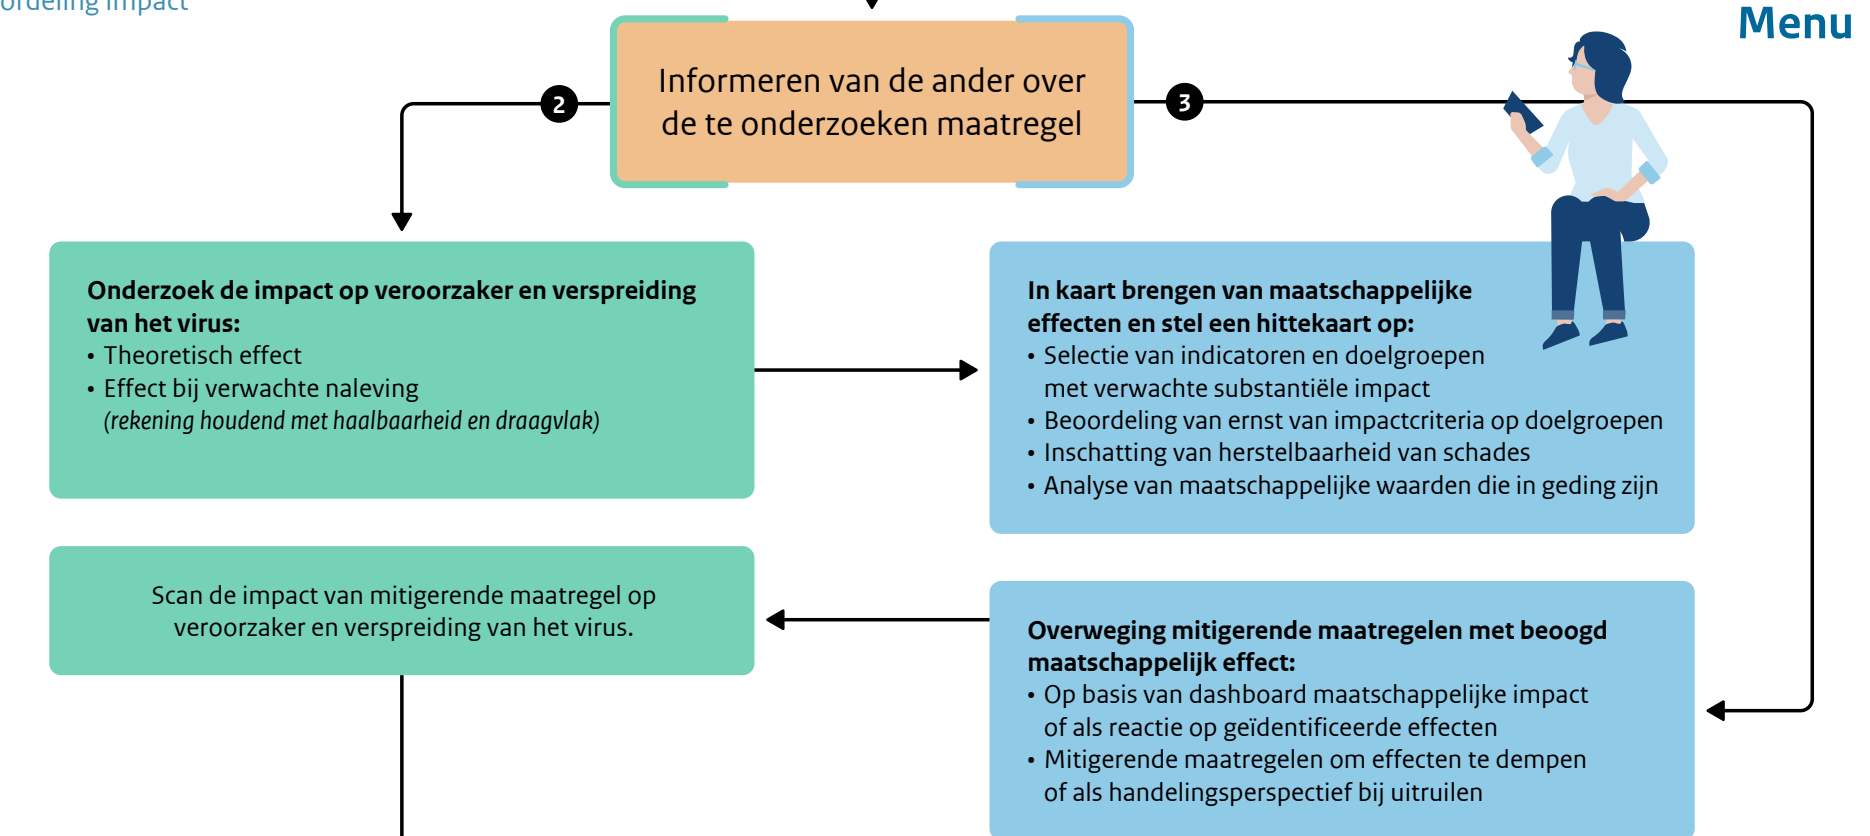 Menu
Informeren van de ander over
de te onderzoeken maatregel
2
3
Onderzoek de impact op veroorzaker en verspreiding
van het virus:
• Theoretisch effect
• Effect bij verwachte naleving
(rekening houdend met haalbaarheid en draagvlak)
In kaart brengen van maatschappelijke
effecten en stel een hittekaart op:
• Selectie van indicatoren en doelgroepen
met verwachte substantiële impact
• Beoordeling van ernst van impactcriteria op doelgroepen
• Inschatting van herstelbaarheid van schades
• Analyse van maatschappelijke waarden die in geding zijn
Scan de impact van mitigerende maatregel op
veroorzaker en verspreiding van het virus.
Overweging mitigerende maatregelen met beoogd
maatschappelijk effect:
• Op basis van dashboard maatschappelijke impact
of als reactie op geïdentificeerde effecten
• Mitigerende maatregelen om effecten te dempen
of als handelingsperspectief bij uitruilen